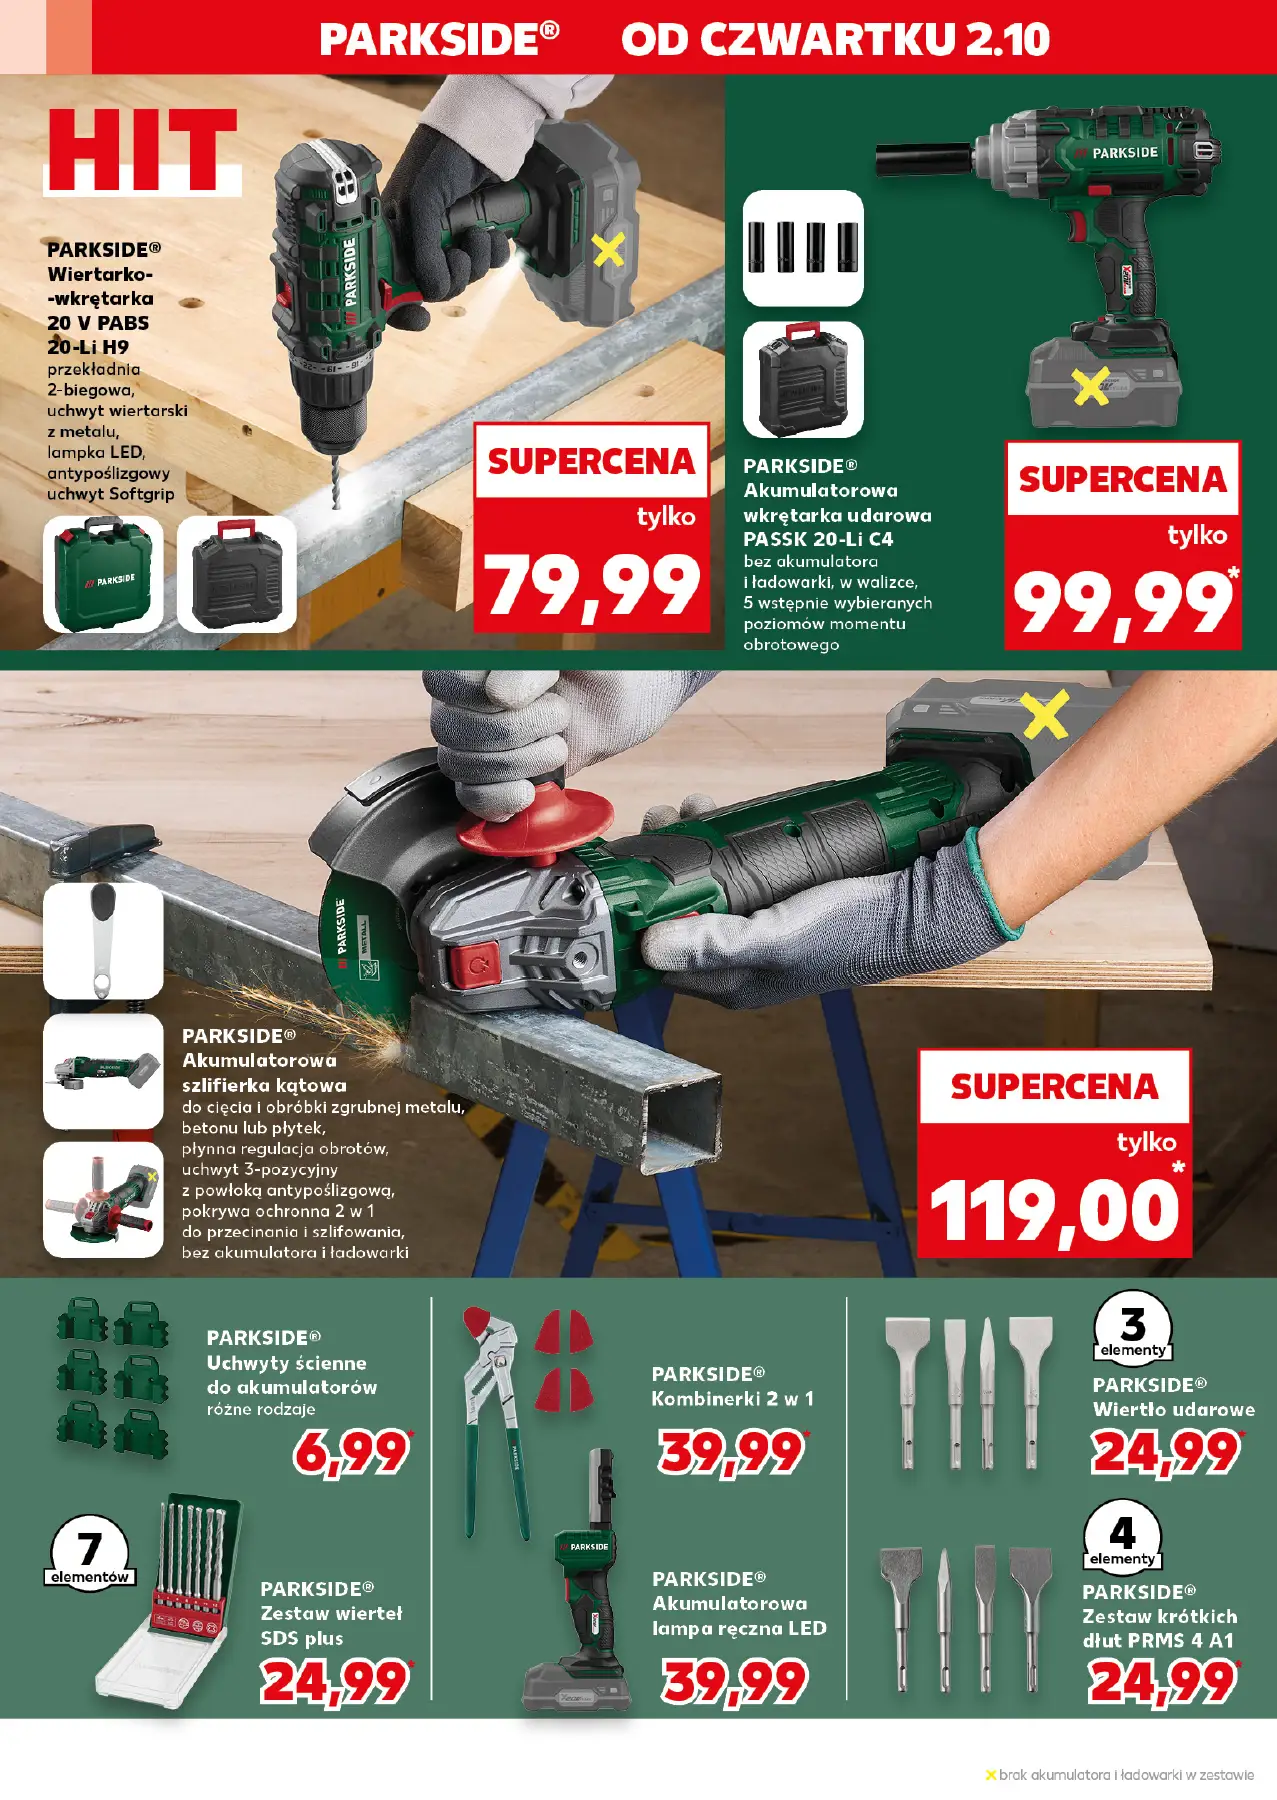 PARKSIDE® OD CZWARTKU 2.10
HIT
PARKSIDE®
Wiertarko-
-wkrętarka
20 V PABS
20-Li H9
przekładnia
2-biegowa,
uchwyt wiertarski
z metalu,
lampka LED,
antypoślizgowy
uchwyt Softgrip
PARKSIDE
PARKSIDE
SUPERCENA
tylko
79,99
PARKSIDE
PARKSIDE®
Akumulatorowa
wkrętarka udarowa
PASSK 20-Li C4
bez akumulatora
i ładowarki, w walizce,
5 wstępnie wybieranych
poziomów momentu
obrotowego
SUPERCENA
tylko
99,99*
PARKSIDE
METALL
PARKSIDE®
Akumulatorowa
szlifierka kątowa
do cięcia i obróbki zgrubnej metalu,
betonu lub płytek,
płynna regulacja obrotów,
uchwyt 3-pozycyjny
z powłoką antypoślizgową,
pokrywa ochronna 2 w 1
do przecinania i szlifowania,
bez akumulatora i ładowarki
SUPERCENA
tylko
119,00*
PARKSIDE®
Uchwyty ścienne
do akumulatorów
różne rodzaje
6,99*
7
elementów
PARKSIDE®
Zestaw wierteł
SDS plus
24,99*
PARKSIDE®
Kombinerki 2 w 1
39,99*
PARKSIDE
PARKSIDE®
Akumulatorowa
lampa ręczna LED
39,99
3
elementy
PARKSIDE®
Wiertło udarowe
24,99*
4
elementy
PARKSIDE®
Zestaw krótkich
dłut PRMS 4 A1
24,99*
brak akumulatora i ładowarki w zestawie